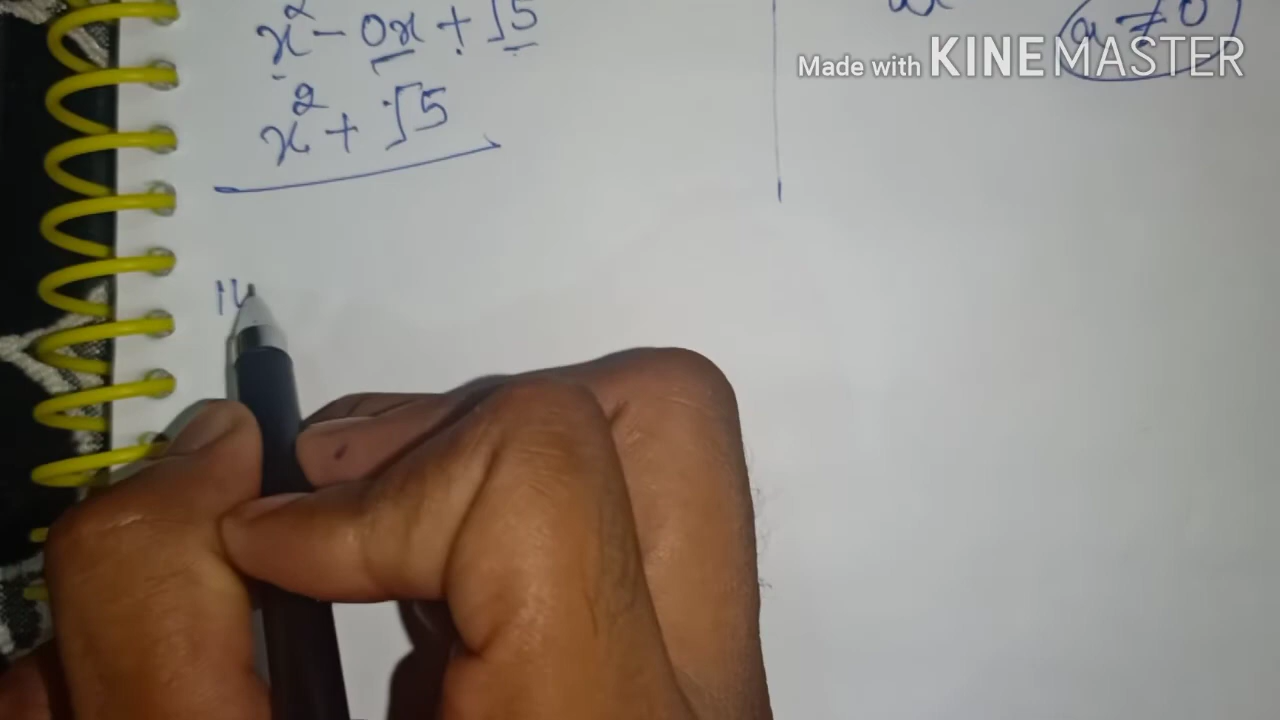 x² - 0x + √5
x² + √5
a ≠ 0
Made with KINEMASTER